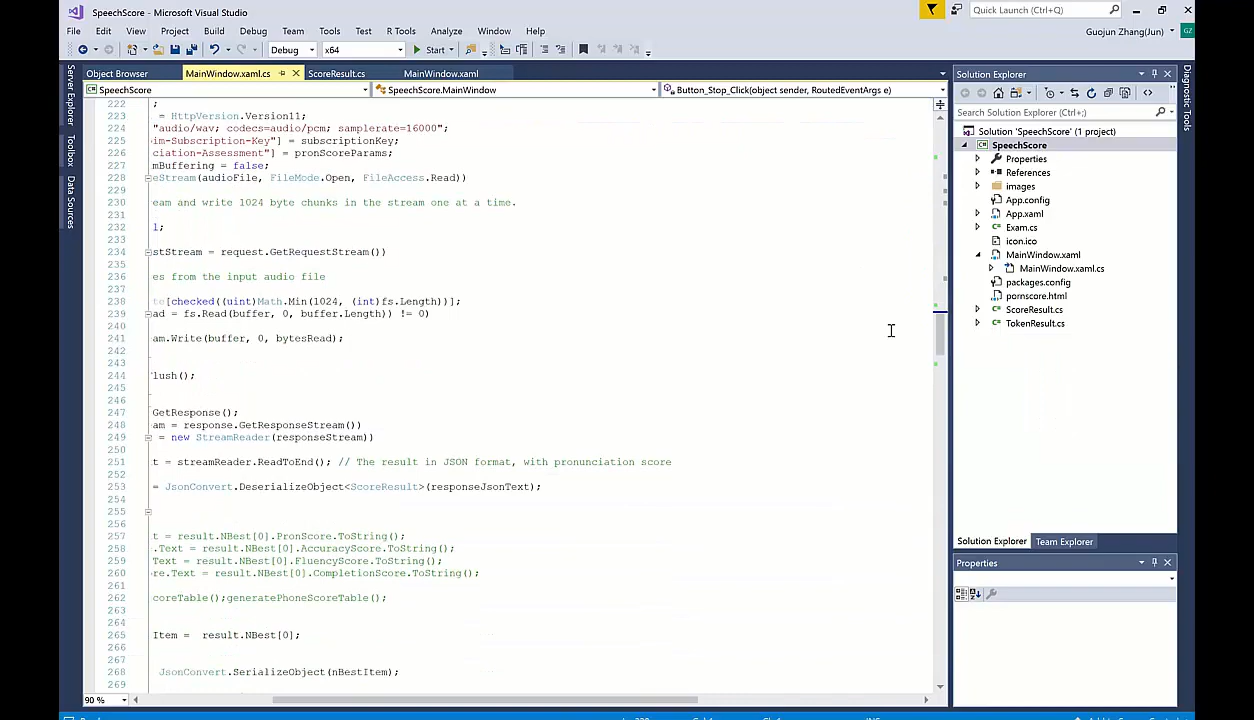 SpeechScore - Microsoft Visual Studio
Quick Launch (Ctrl+Q)
File Edit View Project Build Debug Team Tools Test R Tools Analyze Window Help
Guojun Zhang(Jun)
GZ
Debug x64 Start
Server Explorer
Toolbox
Data Sources
Object Browser MainWindow.xaml.cs ScoreResult.cs MainWindow.xaml
SpeechScore SpeechScore.MainWindow Button_Stop_Click(object sender, RoutedEventArgs e)
222 ;
223 = HttpVersion.Version11;
224 "audio/wav; codecs=audio/pcm; samplerate=16000";
225 im-Subscription-Key"] = subscriptionKey;
226 ciation-Assessment"] = pronScoreParams;
227 mBuffering = false;
228 eStream(audioFile, FileMode.Open, FileAccess.Read))
229
230 eam and write 1024 byte chunks in the stream one at a time.
231
232 l;
233
234 stStream = request.GetRequestStream())
235
236 es from the input audio file
237
238 te[checked((uint)Math.Min(1024, (int)fs.Length))];
239 ad = fs.Read(buffer, 0, buffer.Length)) != 0)
240
241 am.Write(buffer, 0, bytesRead);
242
243
244 lush();
245
246
247 GetResponse();
248 am = response.GetResponseStream())
249 = new StreamReader(responseStream))
250
251 t = streamReader.ReadToEnd(); // The result in JSON format, with pronunciation score
252
253 = JsonConvert.DeserializeObject<ScoreResult>(responseJsonText);
254
255
256
257 t = result.NBest[0].PronScore.ToString();
258 .Text = result.NBest[0].AccuracyScore.ToString();
259 Text = result.NBest[0].FluencyScore.ToString();
260 re.Text = result.NBest[0].CompletionScore.ToString();
261
262 coreTable();generatePhoneScoreTable();
263
264
265 Item = result.NBest[0];
266
267
268 JsonConvert.SerializeObject(nBestItem);
269
90 %
Solution Explorer
Search Solution Explorer (Ctrl+;)
Solution 'SpeechScore' (1 project)
SpeechScore
Properties
References
images
App.config
App.xaml
Exam.cs
icon.ico
MainWindow.xaml
MainWindow.xaml.cs
packages.config
pornscore.html
ScoreResult.cs
TokenResult.cs
Solution Explorer Team Explorer
Properties
Diagnostic Tools